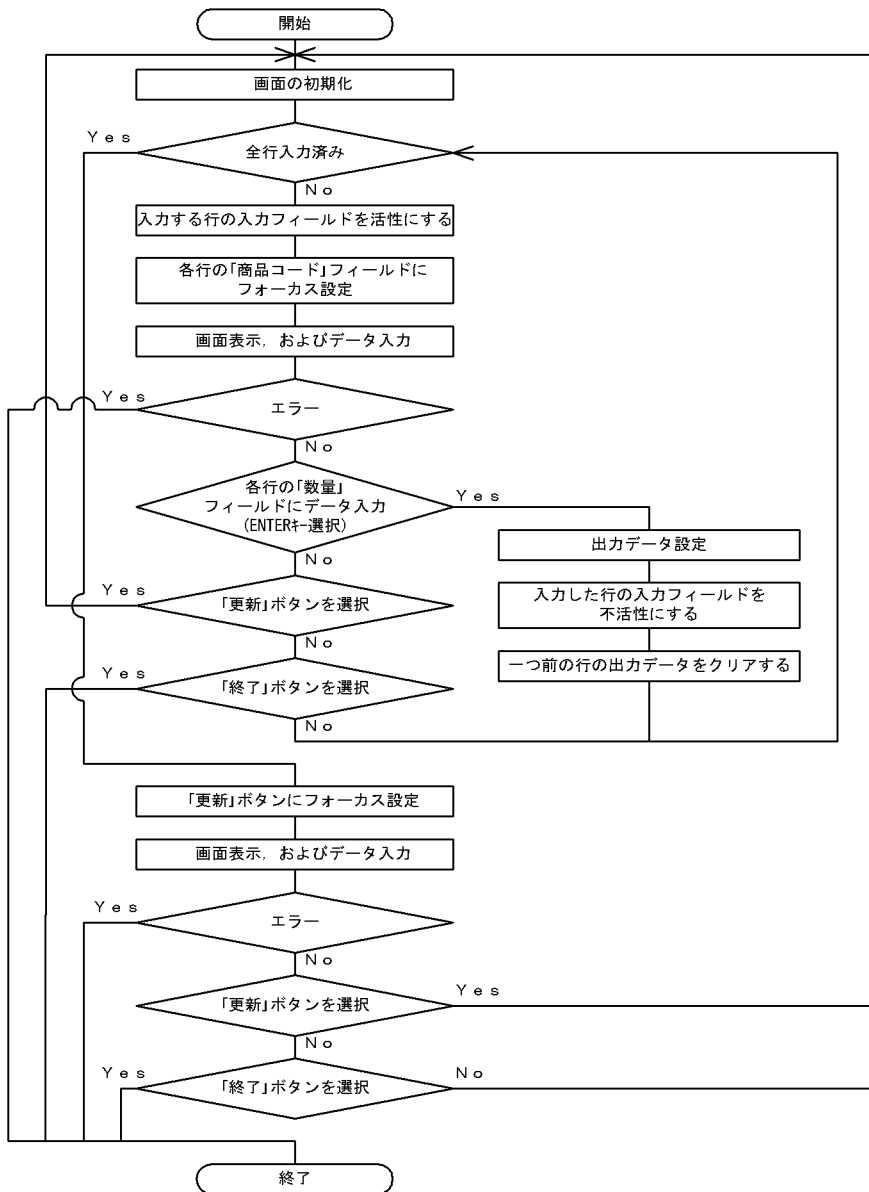 開始
画面の初期化
Ｙｅｓ
全行入力済み
Ｎｏ
入力する行の入力フィールドを活性にする
各行の「商品コード」フィールドに
フォーカス設定
画面表示，およびデータ入力
Ｙｅｓ
エラー
Ｎｏ
各行の「数量」
フィールドにデータ入力
(ENTERｷｰ選択)
Ｙｅｓ
Ｎｏ
出力データ設定
入力した行の入力フィールドを
不活性にする
一つ前の行の出力データをクリアする
Ｙｅｓ
「更新」ボタンを選択
Ｎｏ
Ｙｅｓ
「終了」ボタンを選択
Ｎｏ
「更新」ボタンにフォーカス設定
画面表示，およびデータ入力
Ｙｅｓ
エラー
Ｎｏ
「更新」ボタンを選択
Ｙｅｓ
Ｎｏ
Ｙｅｓ
「終了」ボタンを選択
Ｎｏ
終了